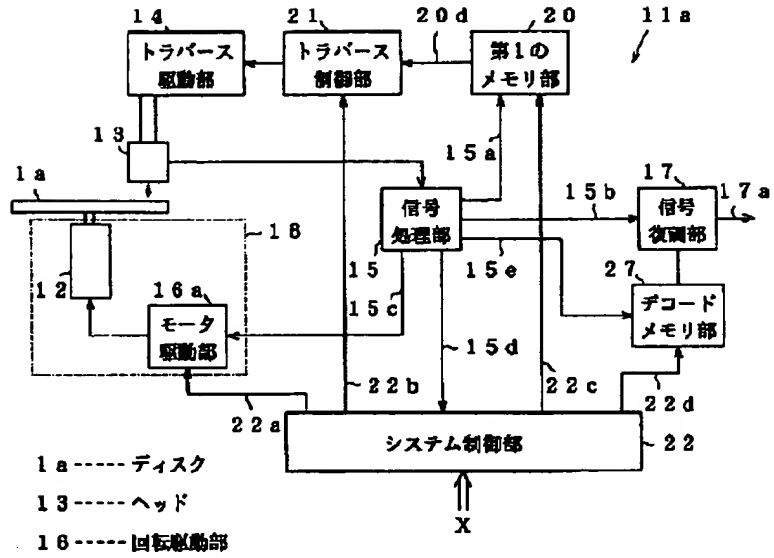 14
21
20d
20
11a
トラバース
駆動部
トラバース
制御部
第1の
メモリ部
13
1a
15a
17
15b
17a
信号
処理部
信号
復調部
18
15
15e
27
12
16a
15c
デコード
メモリ部
モータ
駆動部
15d
22b
22c
22d
22a
システム制御部
22
1a-----ディスク
13-----ヘッド
X
16-----回転駆動部